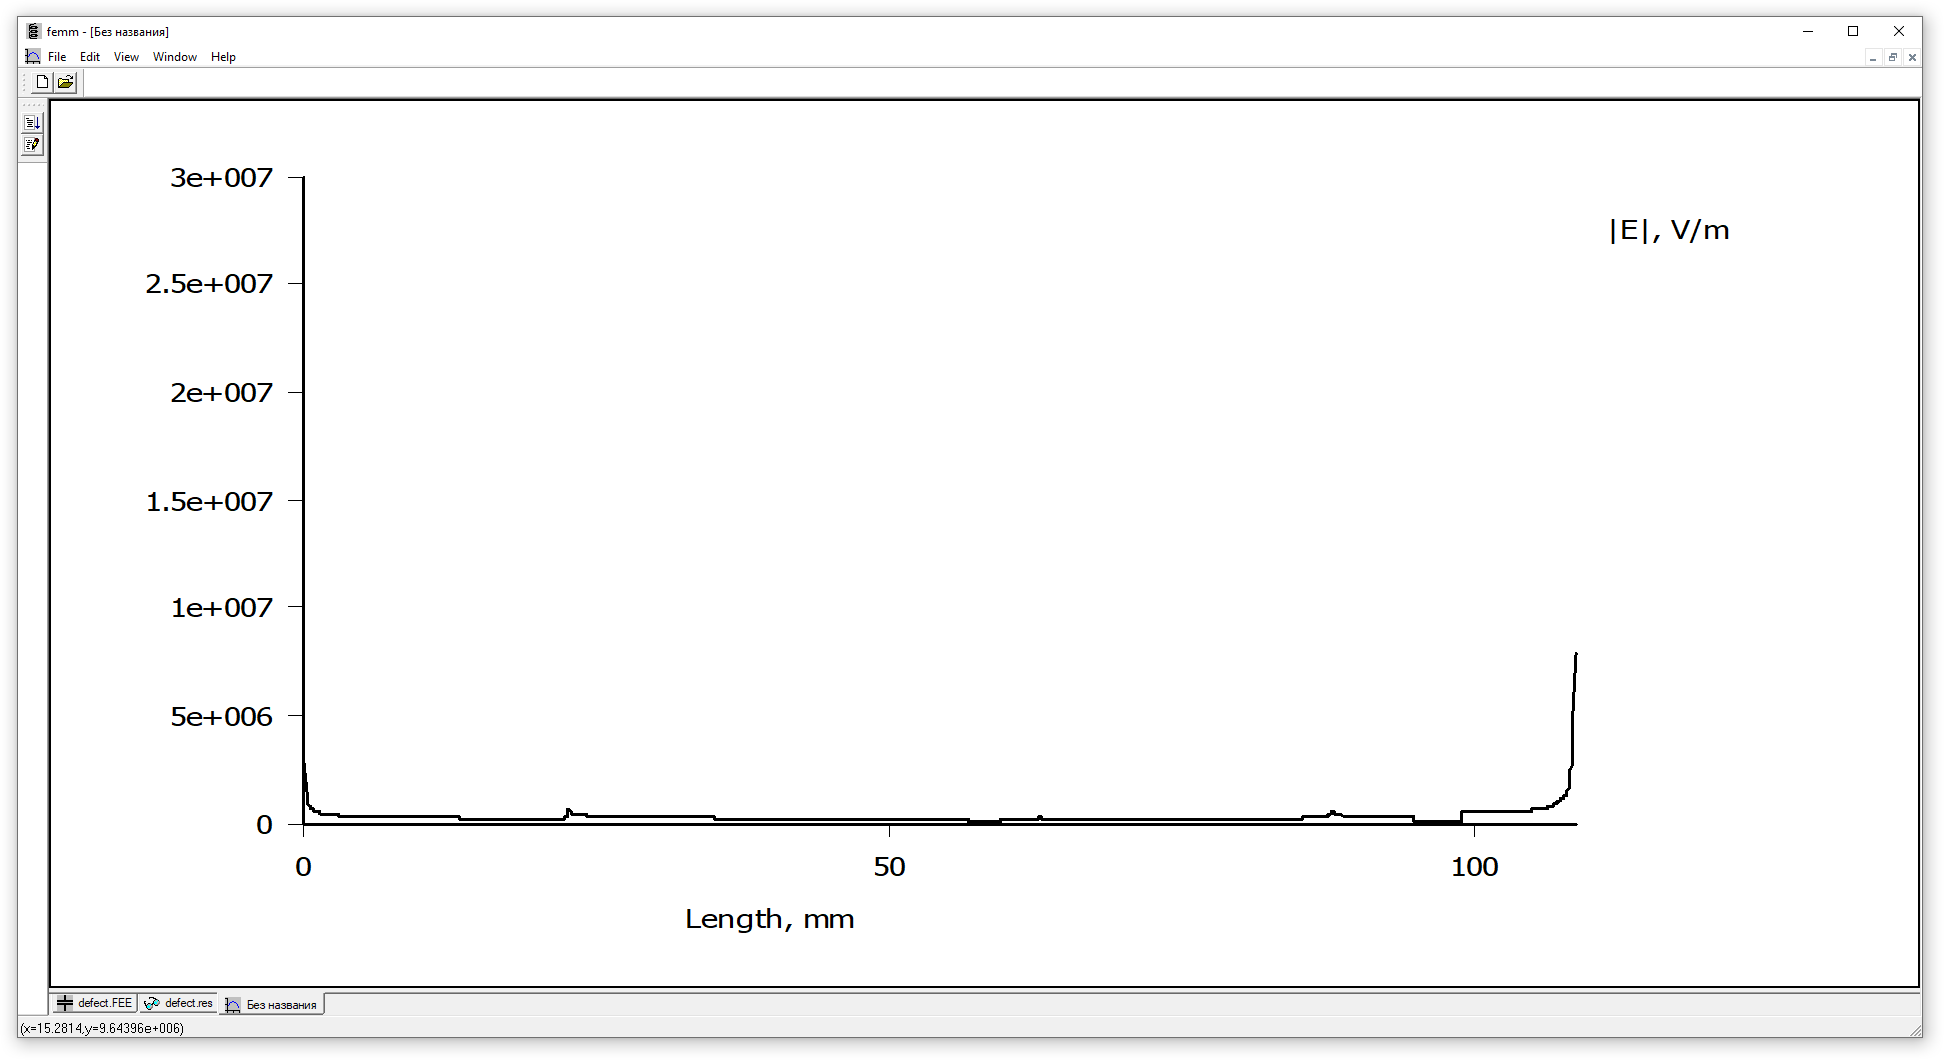 femm - [Без названия]
File Edit View Window Help
3e+007
|E|, V/m
2.5e+007
2e+007
1.5e+007
1e+007
5e+006
0
0 50 100
Length, mm
defect.FEE defect.res Без названия
(x=15.2814,y=9.64396e+006)